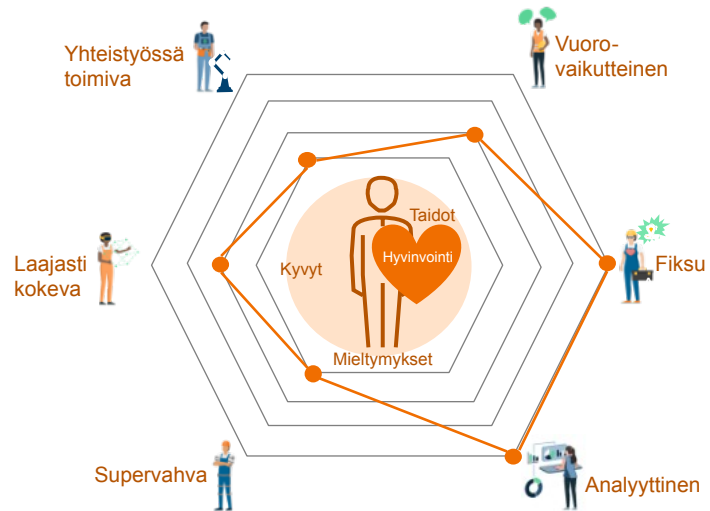 Yhteistyössä
toimiva
Vuoro-
vaikutteinen
Taidot
Laajasti
kokeva
Kyvyt
Hyvinvointi
Fiksu
Mieltymykset
Supervahva
Analyyttinen